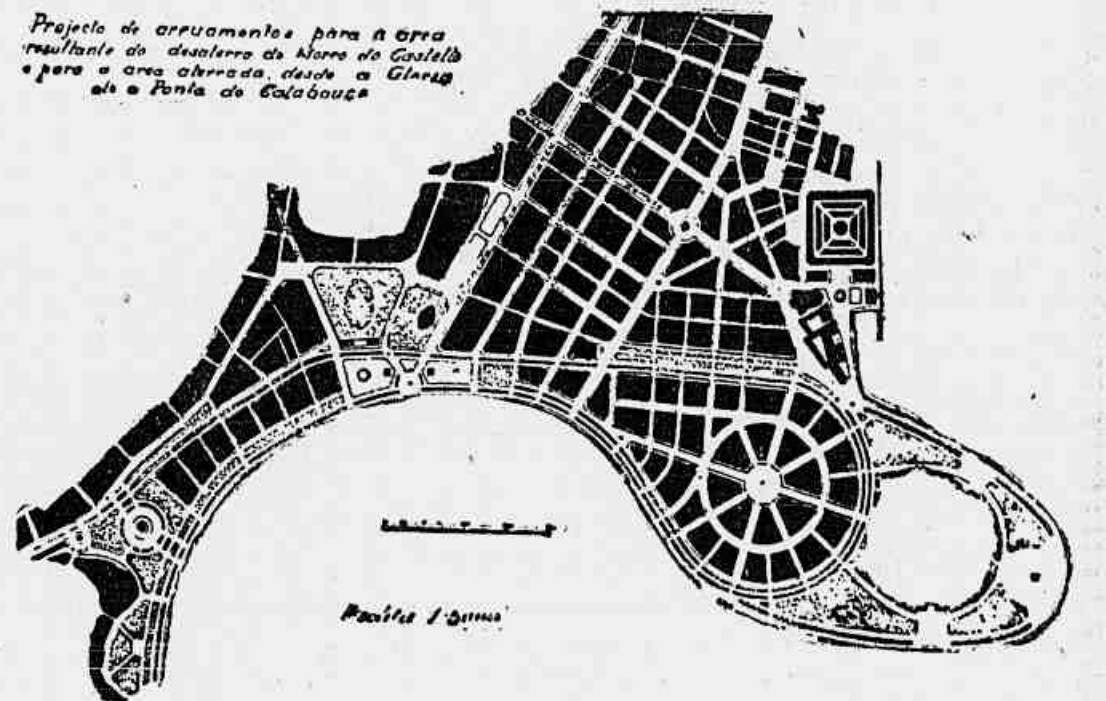 Projecto de arruamentos para a area
resultante do desaterro do Morro do Castello
e para a area aterrada, desde a Gloria
até a Ponta do Calabouço